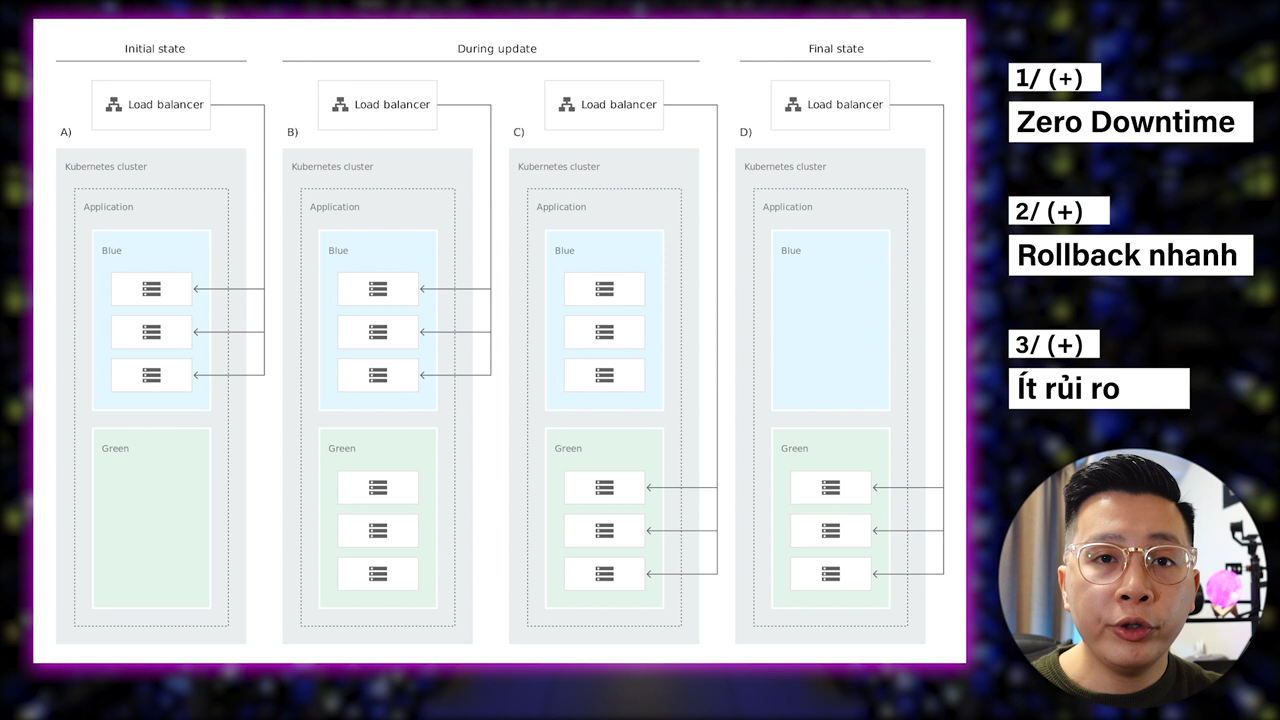 Initial state
During update
Final state
Load balancer
Load balancer
Load balancer
Load balancer
A)
B)
C)
D)
Kubernetes cluster
Kubernetes cluster
Kubernetes cluster
Kubernetes cluster
Application
Application
Application
Application
Blue
Blue
Blue
Blue
Green
Green
Green
Green
1/ (+)
Zero Downtime
2/ (+)
Rollback nhanh
3/ (+)
Ít rủi ro